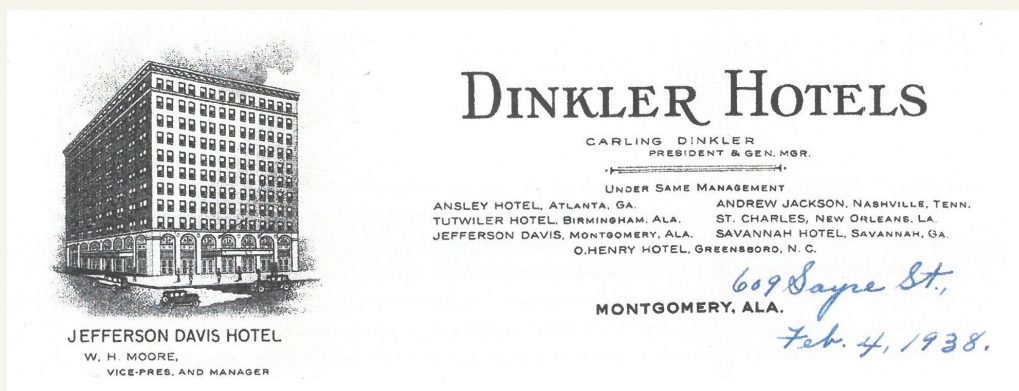 DINKLER HOTELS
CARLING DINKLER
PRESIDENT & GEN. MGR.
UNDER SAME MANAGEMENT
ANSLEY HOTEL, ATLANTA, GA. ANDREW JACKSON, NASHVILLE, TENN.
TUTWILER HOTEL, BIRMINGHAM, ALA. ST. CHARLES, NEW ORLEANS, LA.
JEFFERSON DAVIS, MONTGOMERY, ALA. SAVANNAH HOTEL, SAVANNAH, GA.
O.HENRY HOTEL, GREENSBORO, N. C.
609 Sayre St.,
MONTGOMERY, ALA.
Feb. 4, 1938.
JEFFERSON DAVIS HOTEL
W. H. MOORE,
VICE-PRES. AND MANAGER